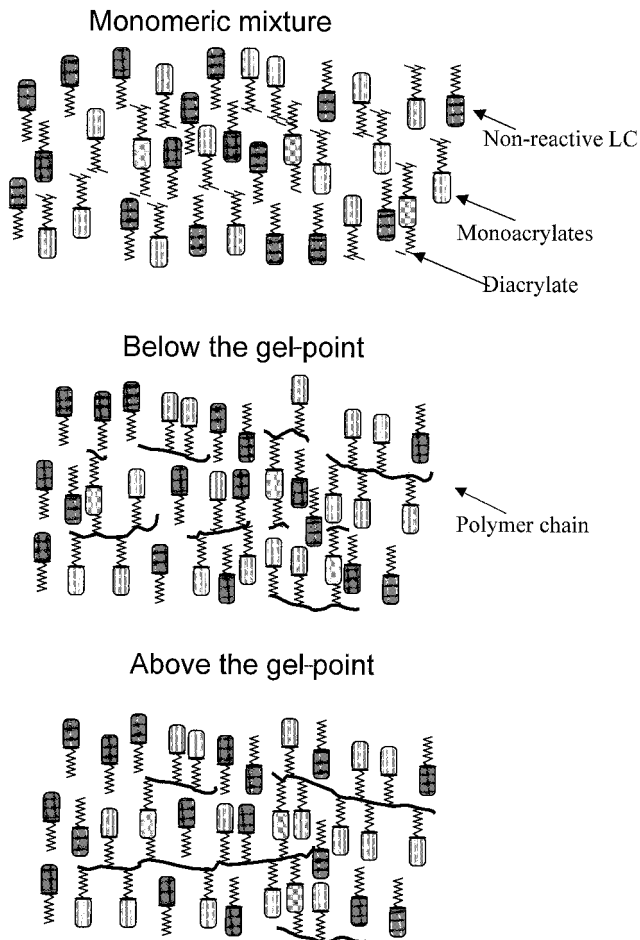 Monomeric mixture
Non-reactive LC
Monoacrylates
Diacrylate
Below the gel-point
Polymer chain
Above the gel-point